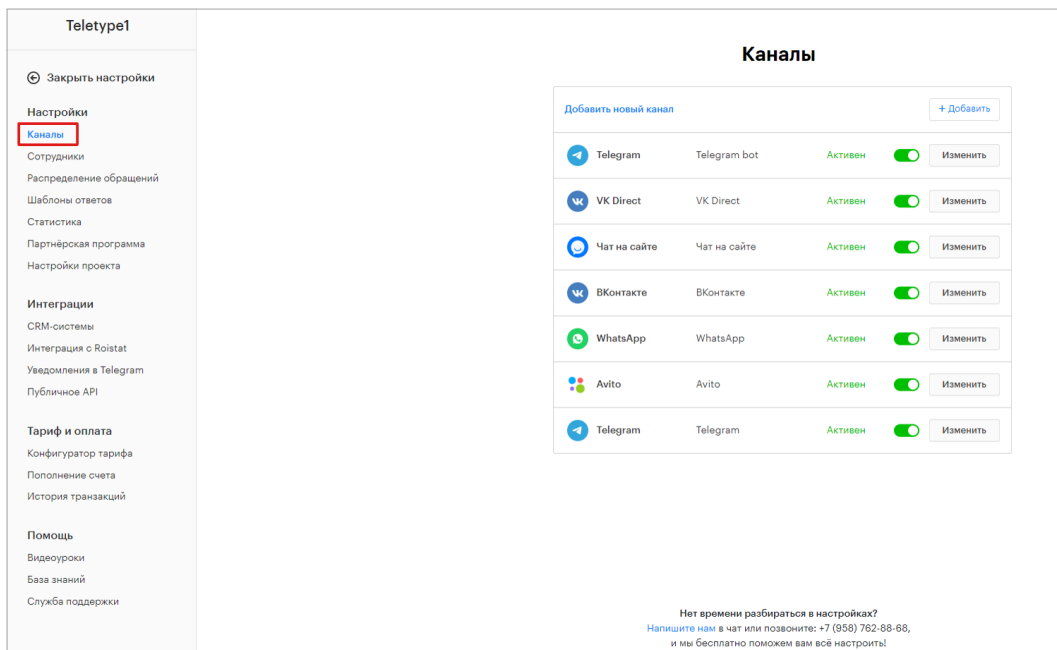 Teletype1
Закрыть настройки
Настройки
Каналы
Сотрудники
Распределение обращений
Шаблоны ответов
Статистика
Партнёрская программа
Настройки проекта
Интеграции
CRM-системы
Интеграция с Roistat
Уведомления в Telegram
Публичное API
Тариф и оплата
Конфигуратор тарифа
Пополнение счета
История транзакций
Помощь
Видеоуроки
База знаний
Служба поддержки
Каналы
Добавить новый канал + Добавить
Telegram Telegram bot Активен Изменить
VK Direct VK Direct Активен Изменить
Чат на сайте Чат на сайте Активен Изменить
ВКонтакте ВКонтакте Активен Изменить
WhatsApp WhatsApp Активен Изменить
Avito Avito Активен Изменить
Telegram Telegram Активен Изменить
Нет времени разбираться в настройках?
Напишите нам в чат или позвоните: +7 (958) 762-88-68,
и мы бесплатно поможем вам всё настроить!